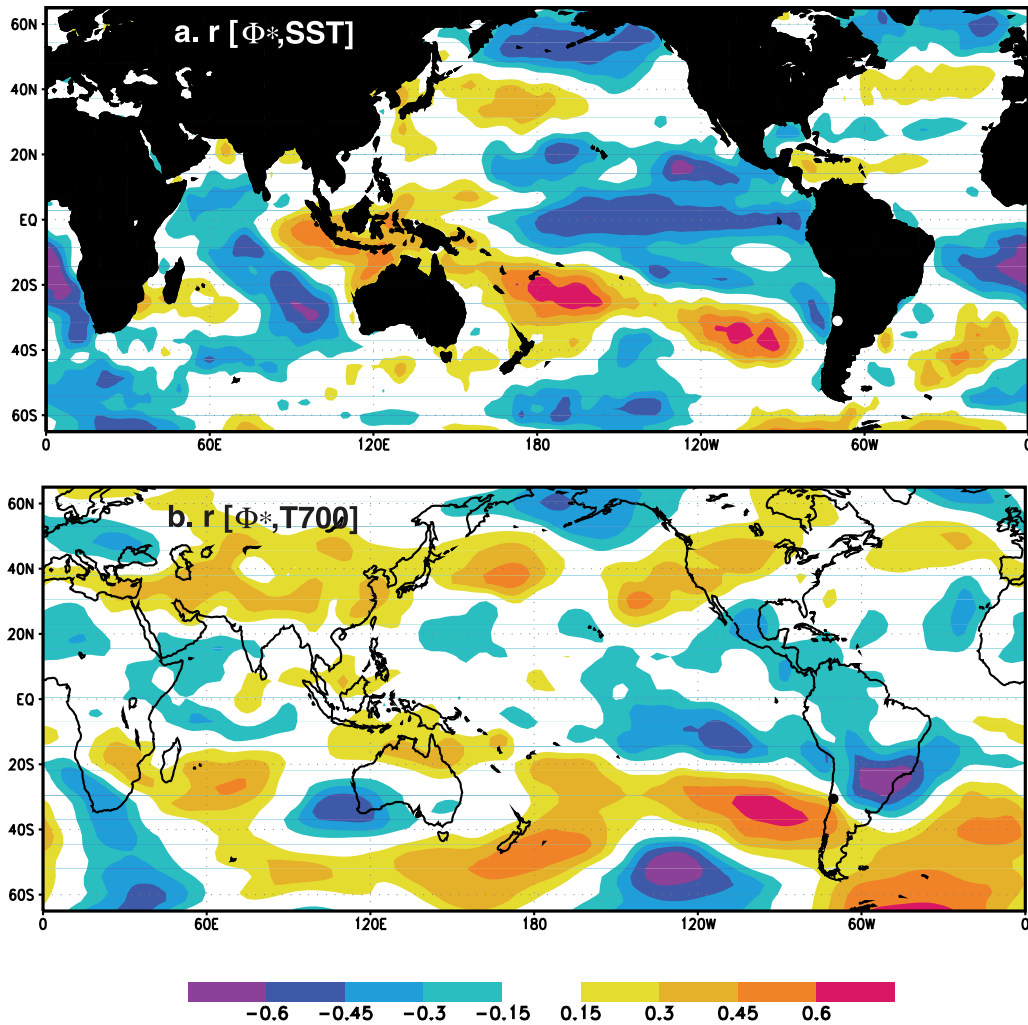 a. r [Φ*,SST]
60N
40N
20N
EQ
20S
40S
60S
0 60E 120E 180 120W 60W 0
b. r [Φ*,T700]
60N
40N
20N
EQ
20S
40S
60S
0 60E 120E 180 120W 60W 0
-0.6 -0.45 -0.3 -0.15 0.15 0.3 0.45 0.6